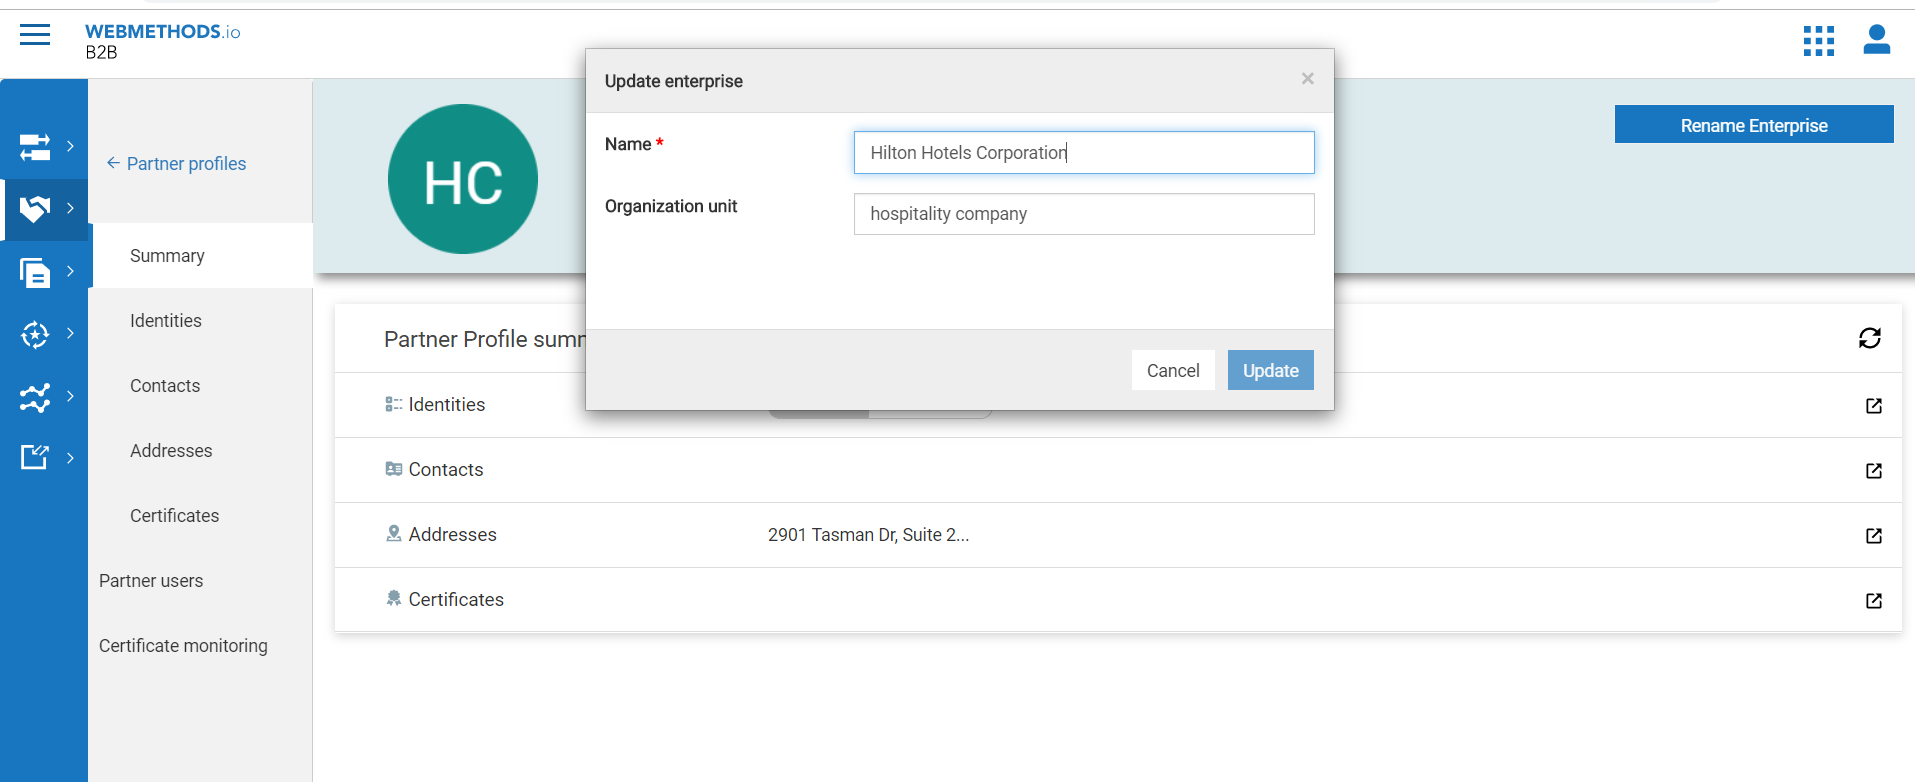 WEBMETHODS.io
B2B
Update enterprise
×
Name *
Hilton Hotels Corporation
Organization unit
hospitality company
Cancel
Update
Rename Enterprise
HC
← Partner profiles
Summary
Identities
Contacts
Addresses
Certificates
Partner users
Certificate monitoring
Partner Profile
Identities
Contacts
Addresses
2901 Tasman Dr, Suite 2...
Certificates